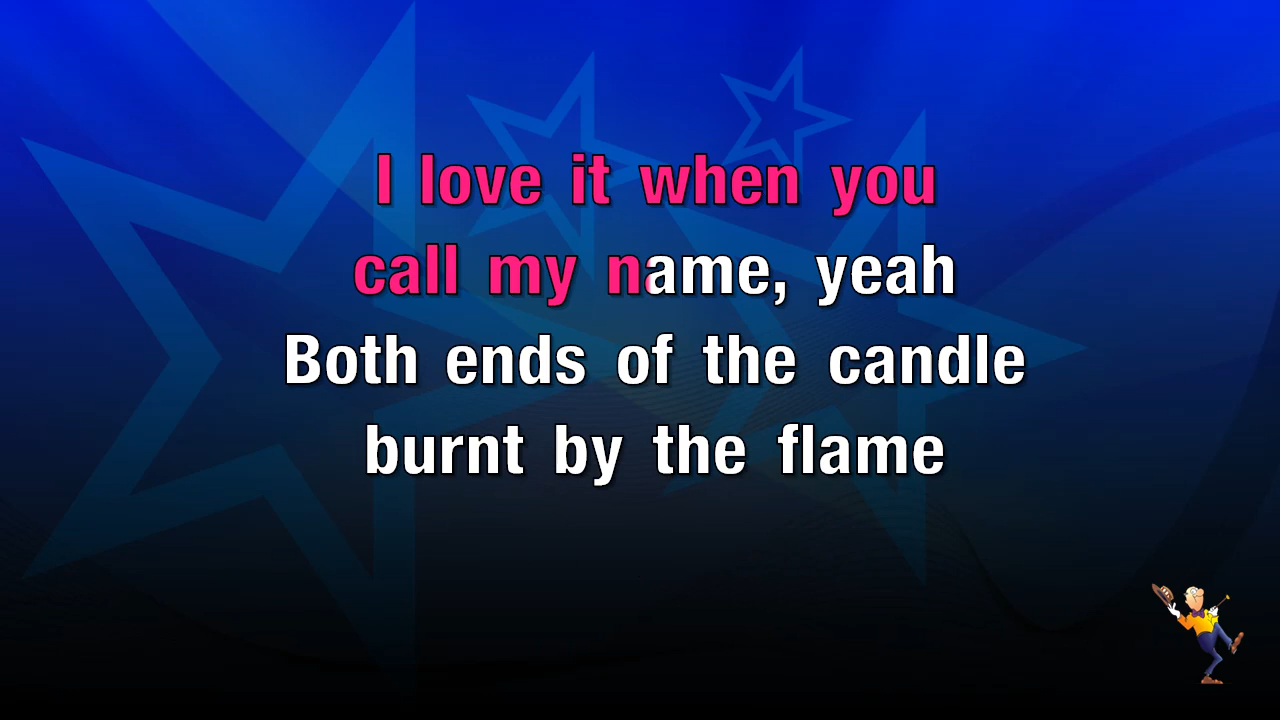 I love it when you
call my name, yeah
Both ends of the candle
burnt by the flame